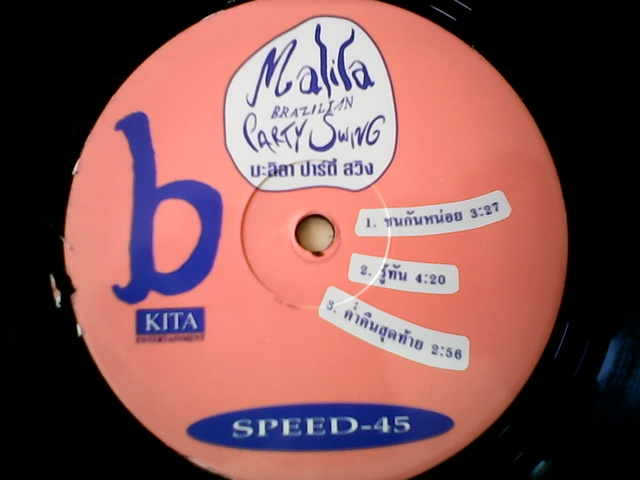 Malila
BRAZILIAN
PARTY SWING
มะลิลา ปาร์ตี้ สวิง
b
1. ชนกันหน่อย 3:27
2. รู้ทัน 4:20
3. ค่ำคืนสุดท้าย 2:56
KITA
ENTERTAINMENT
SPEED-45